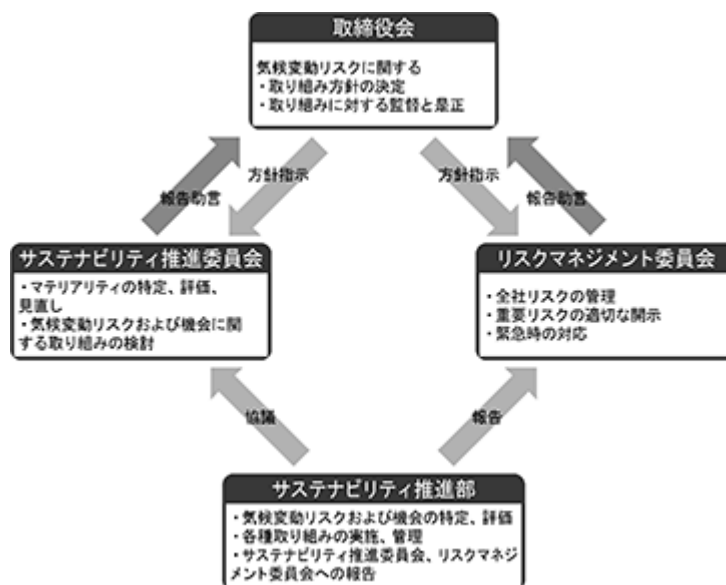 取締役会
気候変動リスクに関する
・取り組み方針の決定
・取り組みに対する監督と是正
報告助言
方針指示
方針指示
報告助言
サステナビリティ推進委員会
・マテリアリティの特定、評価、
見直し
・気候変動リスクおよび機会に関
する取り組みの検討
リスクマネジメント委員会
・全社リスクの管理
・重要リスクの適切な開示
・緊急時の対応
協議
報告
サステナビリティ推進部
・気候変動リスクおよび機会の特定、評価
・各種取り組みの実施、管理
・サステナビリティ推進委員会、リスクマネジ
メント委員会への報告